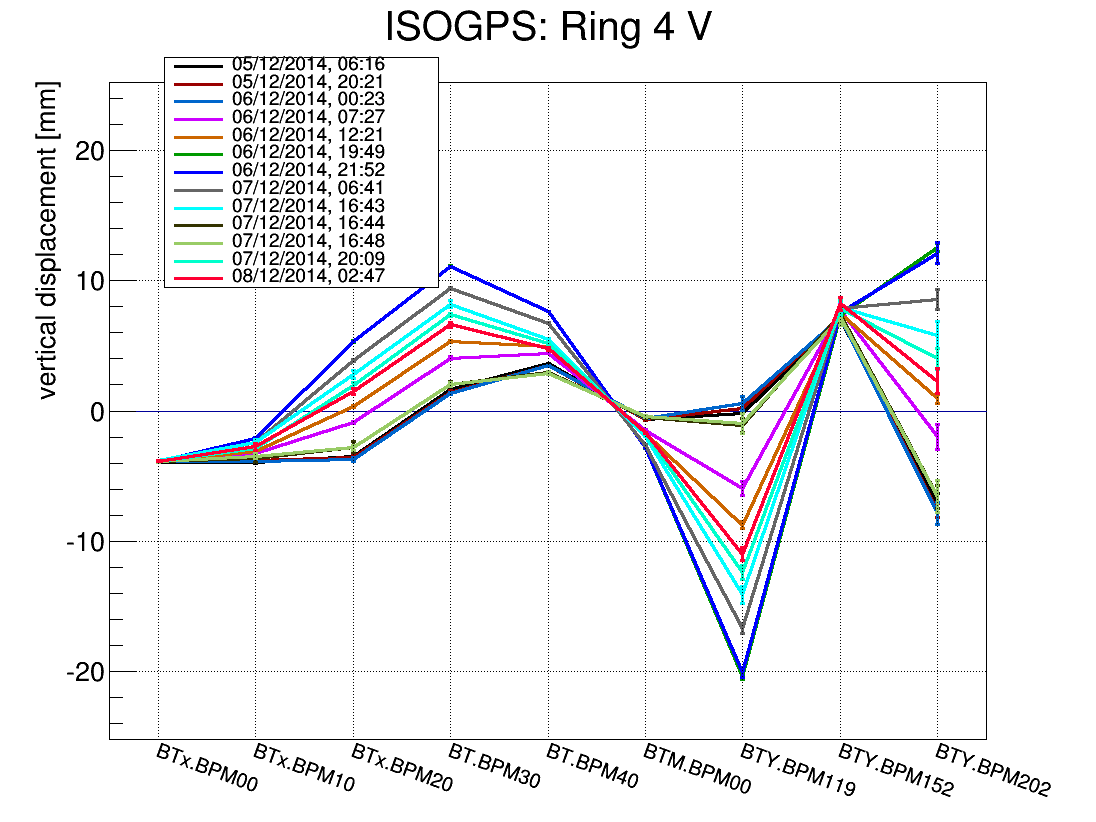 ISOGPS: Ring 4 V
vertical displacement [mm]
05/12/2014, 06:16
05/12/2014, 20:21
06/12/2014, 00:23
06/12/2014, 07:27
06/12/2014, 12:21
06/12/2014, 19:49
06/12/2014, 21:52
07/12/2014, 06:41
07/12/2014, 16:43
07/12/2014, 16:44
07/12/2014, 16:48
07/12/2014, 20:09
08/12/2014, 02:47
20
10
0
-10
-20
BTx.BPM00
BTx.BPM10
BTx.BPM20
BT.BPM30
BT.BPM40
BTM.BPM00
BTY.BPM119
BTY.BPM152
BTY.BPM202